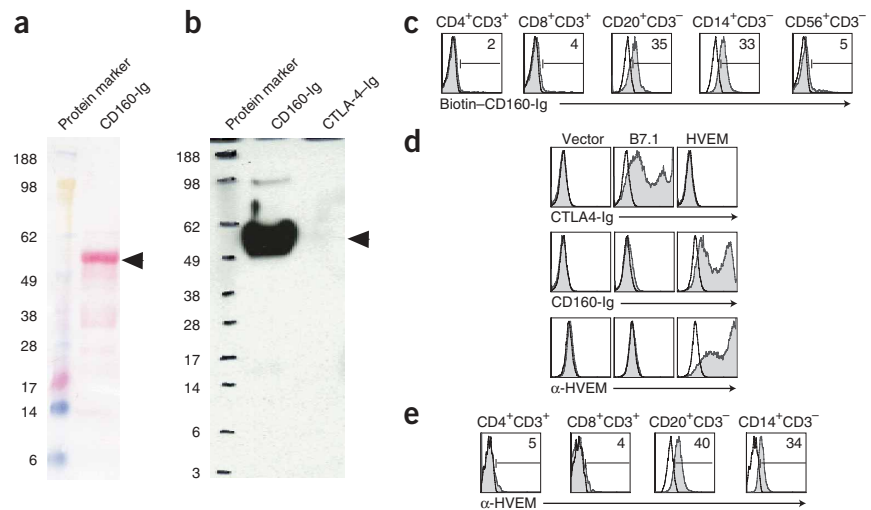 a
Protein marker
CD160-Ig
188
98
62
49
38
28
17
14
6
b
Protein marker
CD160-Ig
CTLA-4–Ig
188
98
62
49
38
28
17
14
6
3
c
CD4⁺CD3⁺ CD8⁺CD3⁺ CD20⁺CD3⁻ CD14⁺CD3⁻ CD56⁺CD3⁻
2 4 35 33 5
Biotin–CD160-Ig
d
Vector B7.1 HVEM
CTLA4-Ig
CD160-Ig
α-HVEM
e
CD4⁺CD3⁺ CD8⁺CD3⁺ CD20⁺CD3⁻ CD14⁺CD3⁻
5 4 40 34
α-HVEM